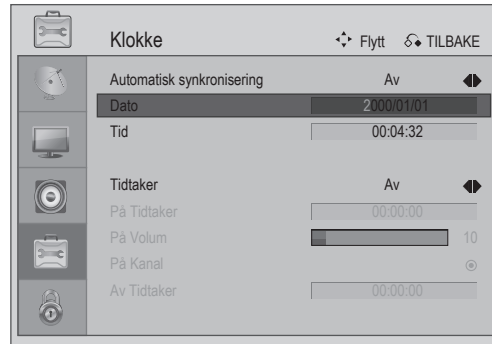 Klokke Flytt TILBAKE
Automatisk synkronisering Av
Dato 2000/01/01
Tid 00:04:32
Tidtaker Av
På Tidtaker 00:00:00
På Volum 10
På Kanal
Av Tidtaker 00:00:00